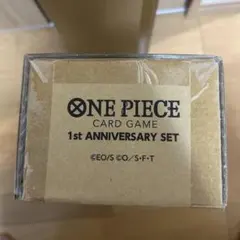 ONE PIECE
CARD GAME
1st ANNIVERSARY SET
©EO/S ©O/S·F·T